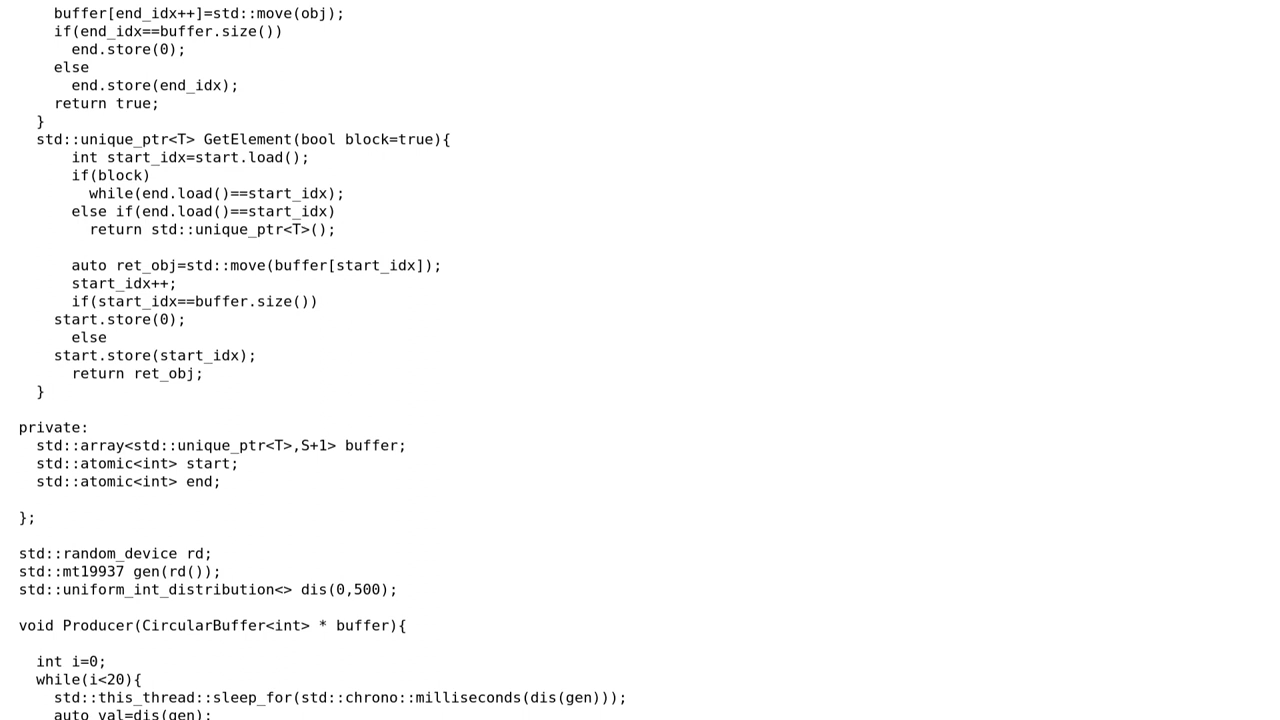 buffer[end_idx++]=std::move(obj);
    if(end_idx==buffer.size())
      end.store(0);
    else
      end.store(end_idx);
    return true;
  }
  std::unique_ptr<T> GetElement(bool block=true){
      int start_idx=start.load();
      if(block)
        while(end.load()==start_idx);
      else if(end.load()==start_idx)
        return std::unique_ptr<T>();

      auto ret_obj=std::move(buffer[start_idx]);
      start_idx++;
      if(start_idx==buffer.size())
    start.store(0);
      else
    start.store(start_idx);
      return ret_obj;
  }

private:
  std::array<std::unique_ptr<T>,S+1> buffer;
  std::atomic<int> start;
  std::atomic<int> end;

};

std::random_device rd;
std::mt19937 gen(rd());
std::uniform_int_distribution<> dis(0,500);

void Producer(CircularBuffer<int> * buffer){

  int i=0;
  while(i<20){
    std::this_thread::sleep_for(std::chrono::milliseconds(dis(gen)));
    auto val=dis(gen);